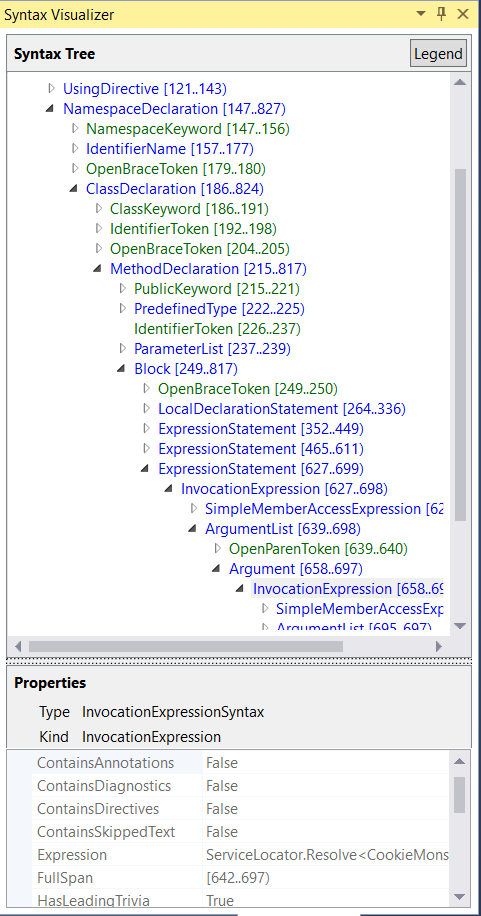 Syntax Visualizer
Syntax Tree
Legend
UsingDirective [121..143)
NamespaceDeclaration [147..827)
NamespaceKeyword [147..156)
IdentifierName [157..177)
OpenBraceToken [179..180)
ClassDeclaration [186..824)
ClassKeyword [186..191)
IdentifierToken [192..198)
OpenBraceToken [204..205)
MethodDeclaration [215..817)
PublicKeyword [215..221)
PredefinedType [222..225)
IdentifierToken [226..237)
ParameterList [237..239)
Block [249..817)
OpenBraceToken [249..250)
LocalDeclarationStatement [264..336)
ExpressionStatement [352..449)
ExpressionStatement [465..611)
ExpressionStatement [627..699)
InvocationExpression [627..698)
SimpleMemberAccessExpression [62
ArgumentList [639..698)
OpenParenToken [639..640)
Argument [658..697)
InvocationExpression [658..69
SimpleMemberAccessExp
ArgumentList [695..697)
Properties
Type InvocationExpressionSyntax
Kind InvocationExpression
ContainsAnnotations False
ContainsDiagnostics False
ContainsDirectives False
ContainsSkippedText False
Expression ServiceLocator.Resolve<CookieMons
FullSpan [642..697)
HasLeadingTrivia True